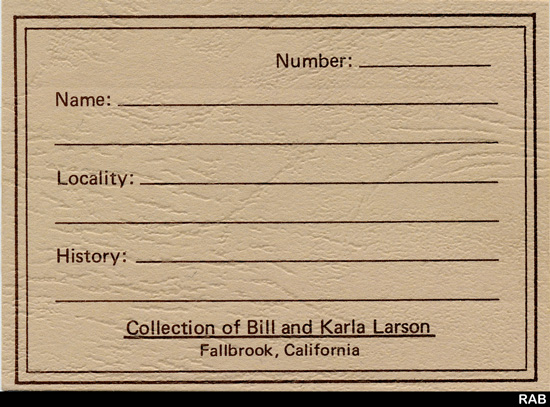 Number:
Name:
Locality:
History:
Collection of Bill and Karla Larson
Fallbrook, California
RAB